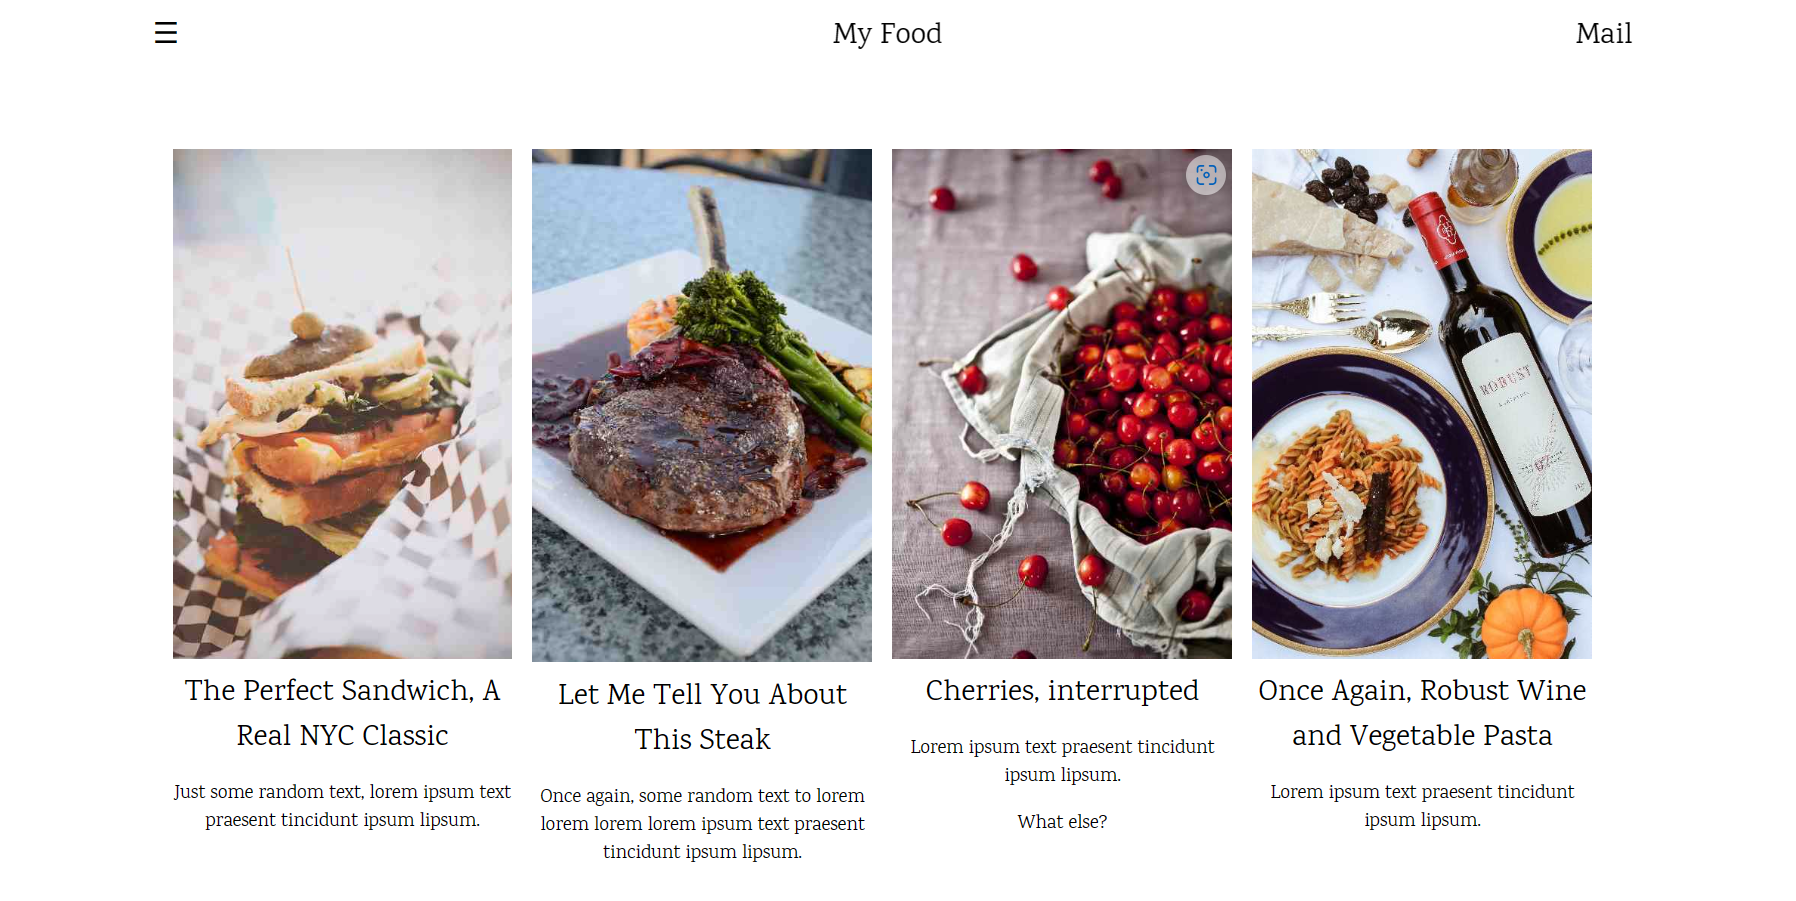 ☰ My Food Mail
The Perfect Sandwich, A
Real NYC Classic
Just some random text, lorem ipsum text
praesent tincidunt ipsum lipsum.
Let Me Tell You About
This Steak
Once again, some random text to lorem
lorem lorem lorem ipsum text praesent
tincidunt ipsum lipsum.
Cherries, interrupted
Lorem ipsum text praesent tincidunt
ipsum lipsum.
What else?
ROBUST
Once Again, Robust Wine
and Vegetable Pasta
Lorem ipsum text praesent tincidunt
ipsum lipsum.